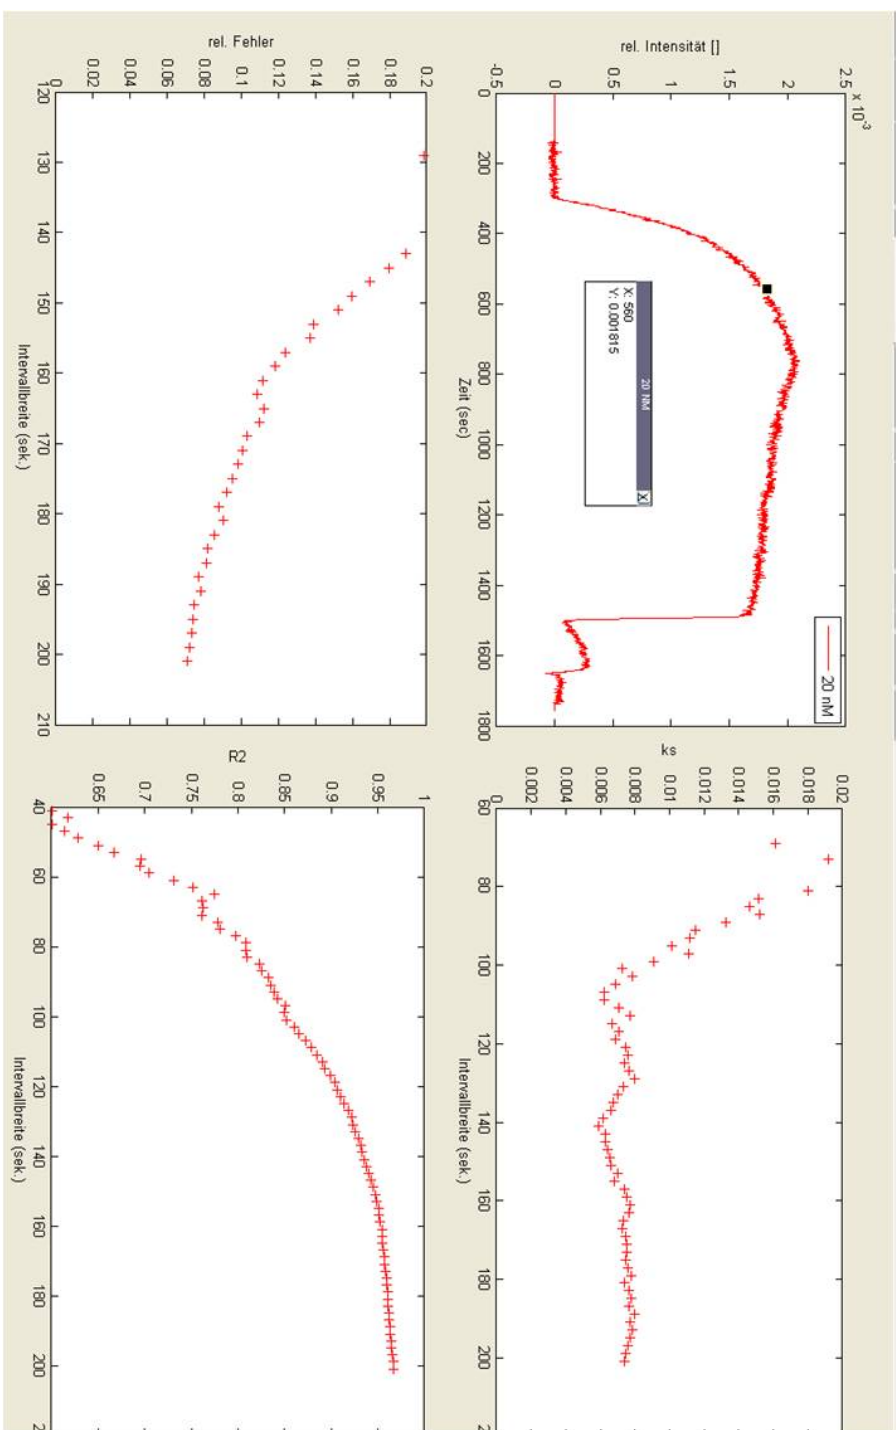 x 10-3
2.5
2
1.5
1
0.5
0
-0.5
rel. Intensität []
0 200 400 600 800 1000 1200 1400 1600 1800
Zeit (sec)
20 nM
20 NM
X
X: 560
Y: 0.001815
0.02
0.018
0.016
0.014
0.012
0.01
0.008
0.006
0.004
0.002
0
ks
60 80 100 120 140 160 180 200
Intervallbreite (sek.)
0.2
0.18
0.16
0.14
0.12
0.1
0.08
0.06
0.04
0.02
0
rel. Fehler
120 130 140 150 160 170 180 190 200 210
Intervallbreite (sek.)
1
0.95
0.9
0.85
0.8
0.75
0.7
0.65
R2
40 60 80 100 120 140 160 180 200
Intervallbreite (sek.)